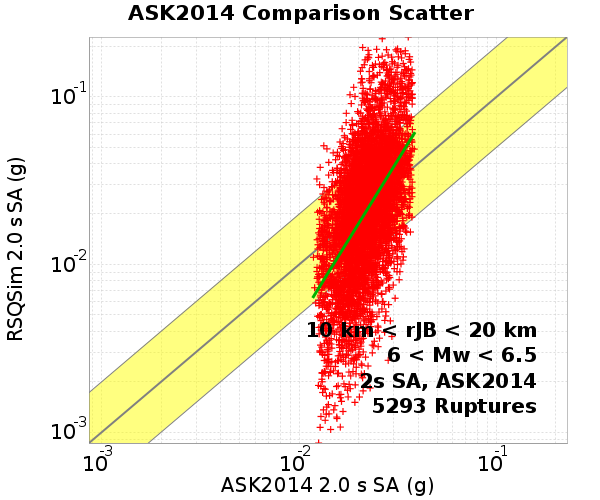 ASK2014 Comparison Scatter
RSQSim 2.0 s SA (g)
10-1
10-2
10-3
10 km < rJB < 20 km
6 < Mw < 6.5
2s SA, ASK2014
5293 Ruptures
10-3 10-2 10-1
ASK2014 2.0 s SA (g)